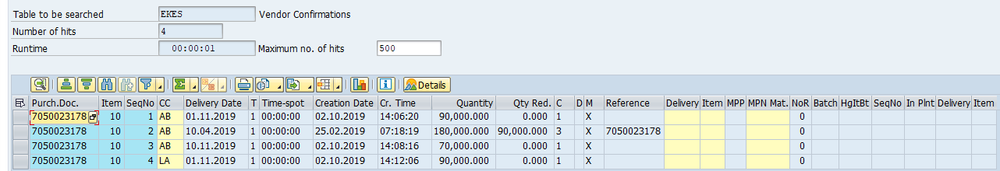 Table to be searched EKES Vendor Confirmations
Number of hits 4
Runtime 00:00:01 Maximum no. of hits 500
Details
Purch.Doc. Item SeqNo CC Delivery Date T Time-spot Creation Date Cr. Time Quantity Qty Red. C D M Reference Delivery Item MPP MPN Mat. NoR Batch HgItBt SeqNo In Plnt Delivery Item
7050023178 10 1 AB 01.11.2019 1 00:00:00 02.10.2019 14:06:20 90,000.000 0.000 1 X 0
7050023178 10 2 AB 10.04.2019 1 00:00:00 25.02.2019 07:18:19 180,000.000 90,000.000 3 X 7050023178 0
7050023178 10 3 AB 10.11.2019 1 00:00:00 02.10.2019 14:08:16 70,000.000 0.000 1 X 0
7050023178 10 4 LA 01.11.2019 1 00:00:00 02.10.2019 14:12:06 90,000.000 0.000 1 X 0